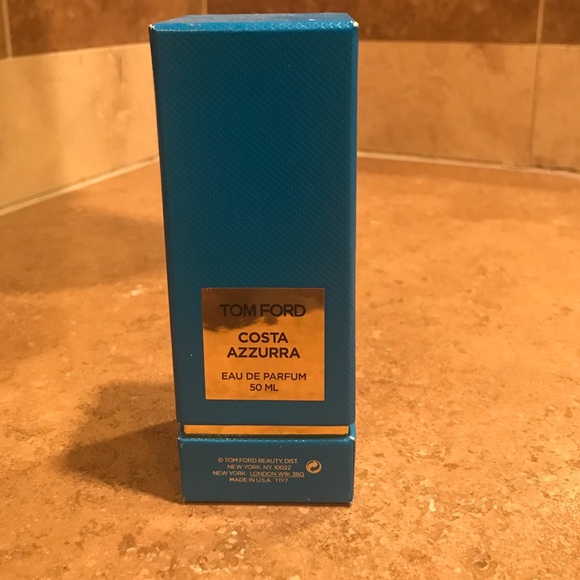 TOM FORD
COSTA
AZZURRA
EAU DE PARFUM
50 ML
© TOM FORD BEAUTY, DIST.
NEW YORK, NY. 10022
NEW YORK · LONDON W1K 3BQ
MADE IN U.S.A. T1Y7